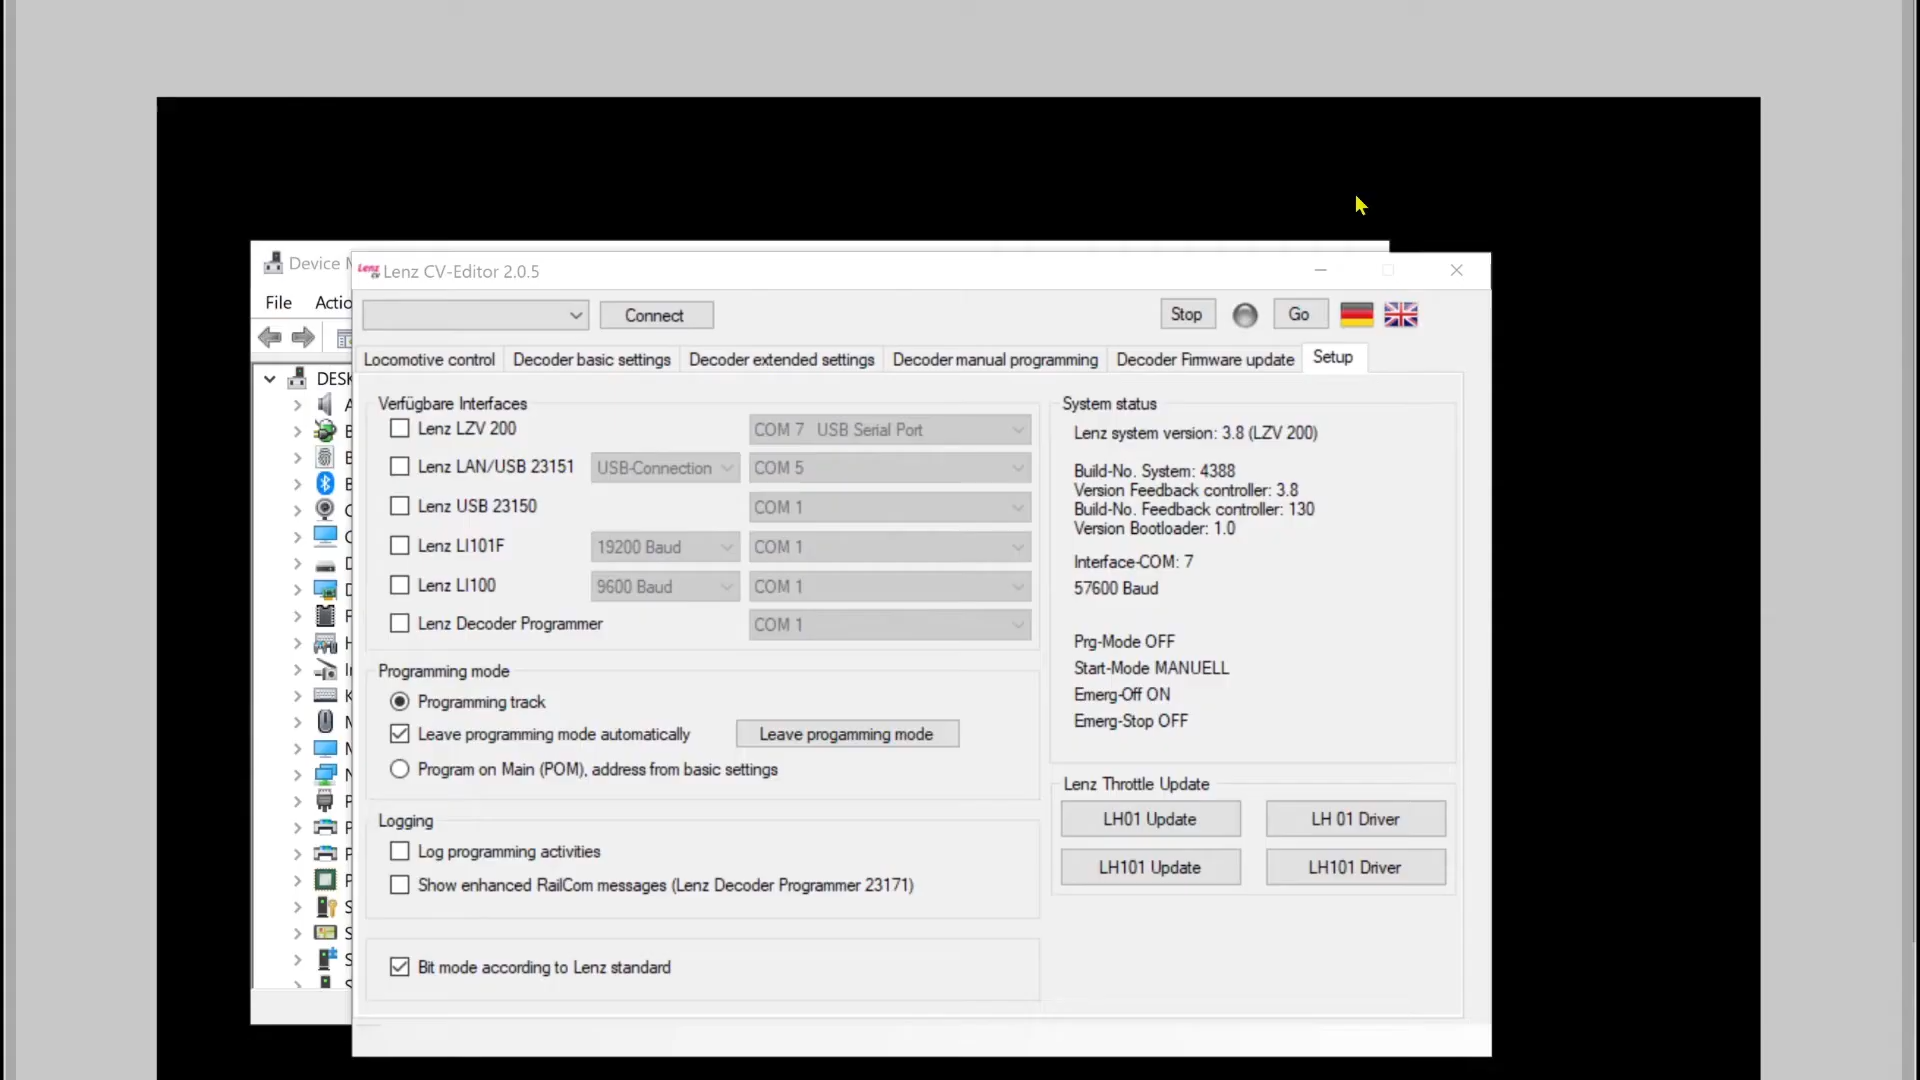 Device M
File Actio
DESK
Lenz CV
Lenz CV-Editor 2.0.5
Connect
Stop
Go
Locomotive control
Decoder basic settings
Decoder extended settings
Decoder manual programming
Decoder Firmware update
Setup
Verfügbare Interfaces
Lenz LZV 200
COM 7 USB Serial Port
Lenz LAN/USB 23151
USB-Connection
COM 5
Lenz USB 23150
COM 1
Lenz LI101F
19200 Baud
COM 1
Lenz LI100
9600 Baud
COM 1
Lenz Decoder Programmer
COM 1
Programming mode
Programming track
Leave programming mode automatically
Leave progamming mode
Program on Main (POM), address from basic settings
Logging
Log programming activities
Show enhanced RailCom messages (Lenz Decoder Programmer 23171)
Bit mode according to Lenz standard
System status
Lenz system version: 3.8 (LZV 200)
Build-No. System: 4388
Version Feedback controller: 3.8
Build-No. Feedback controller: 130
Version Bootloader: 1.0
Interface-COM: 7
57600 Baud
Prg-Mode OFF
Start-Mode MANUELL
Emerg-Off ON
Emerg-Stop OFF
Lenz Throttle Update
LH01 Update
LH 01 Driver
LH101 Update
LH101 Driver